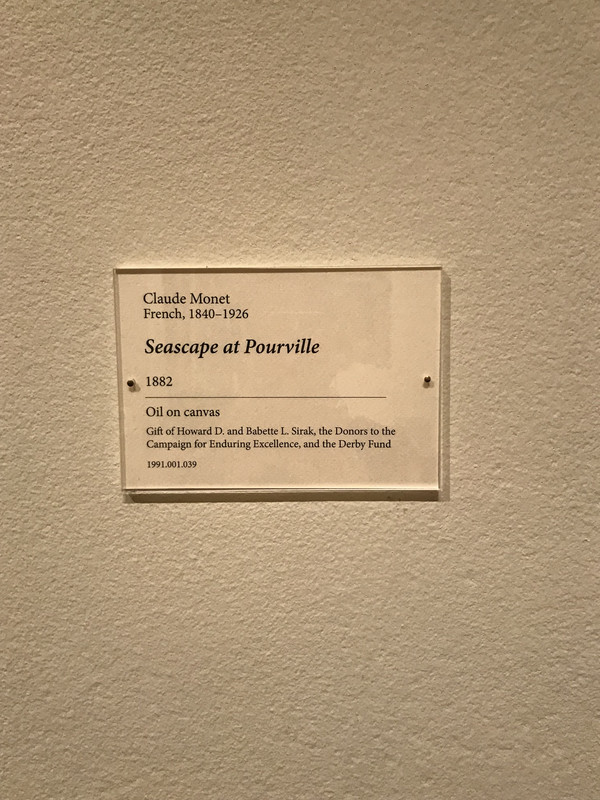 Claude Monet
French, 1840–1926
Seascape at Pourville
1882
Oil on canvas
Gift of Howard D. and Babette L. Sirak, the Donors to the
Campaign for Enduring Excellence, and the Derby Fund
1991.001.039